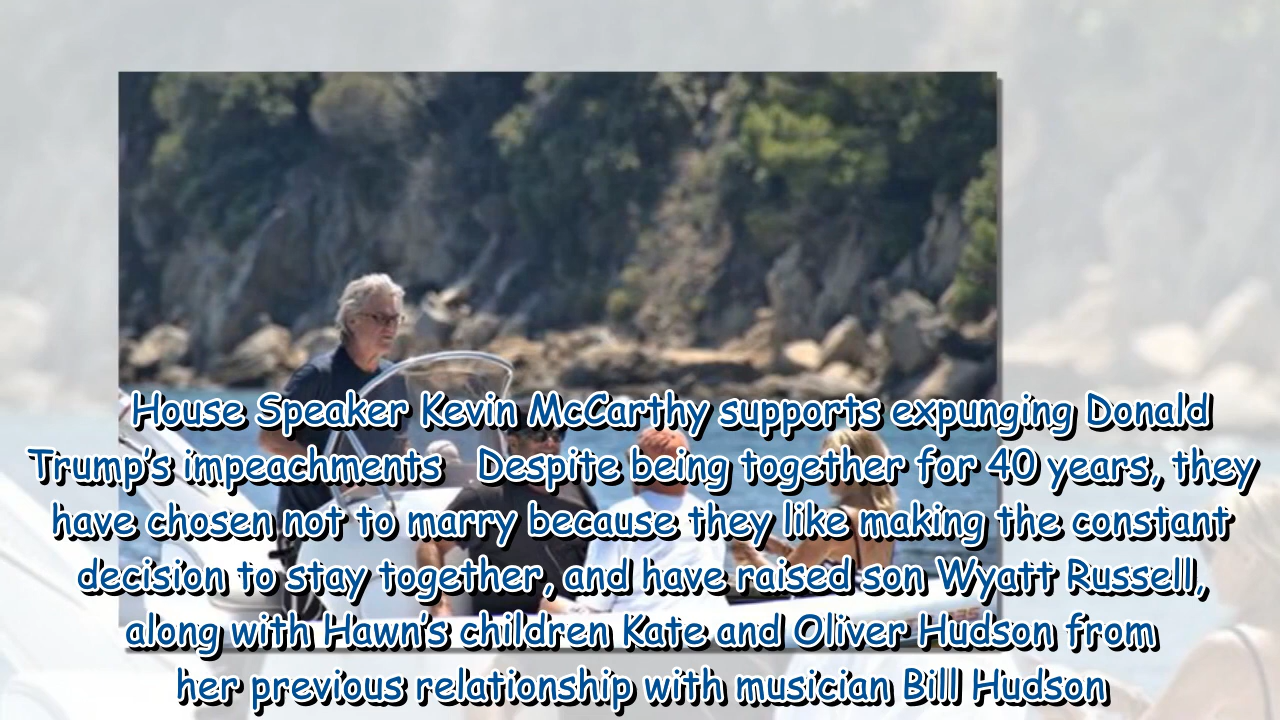 House Speaker Kevin McCarthy supports expunging Donald
Trump's impeachments Despite being together for 40 years, they
have chosen not to marry because they like making the constant
decision to stay together, and have raised son Wyatt Russell,
along with Hawn's children Kate and Oliver Hudson from
her previous relationship with musician Bill Hudson